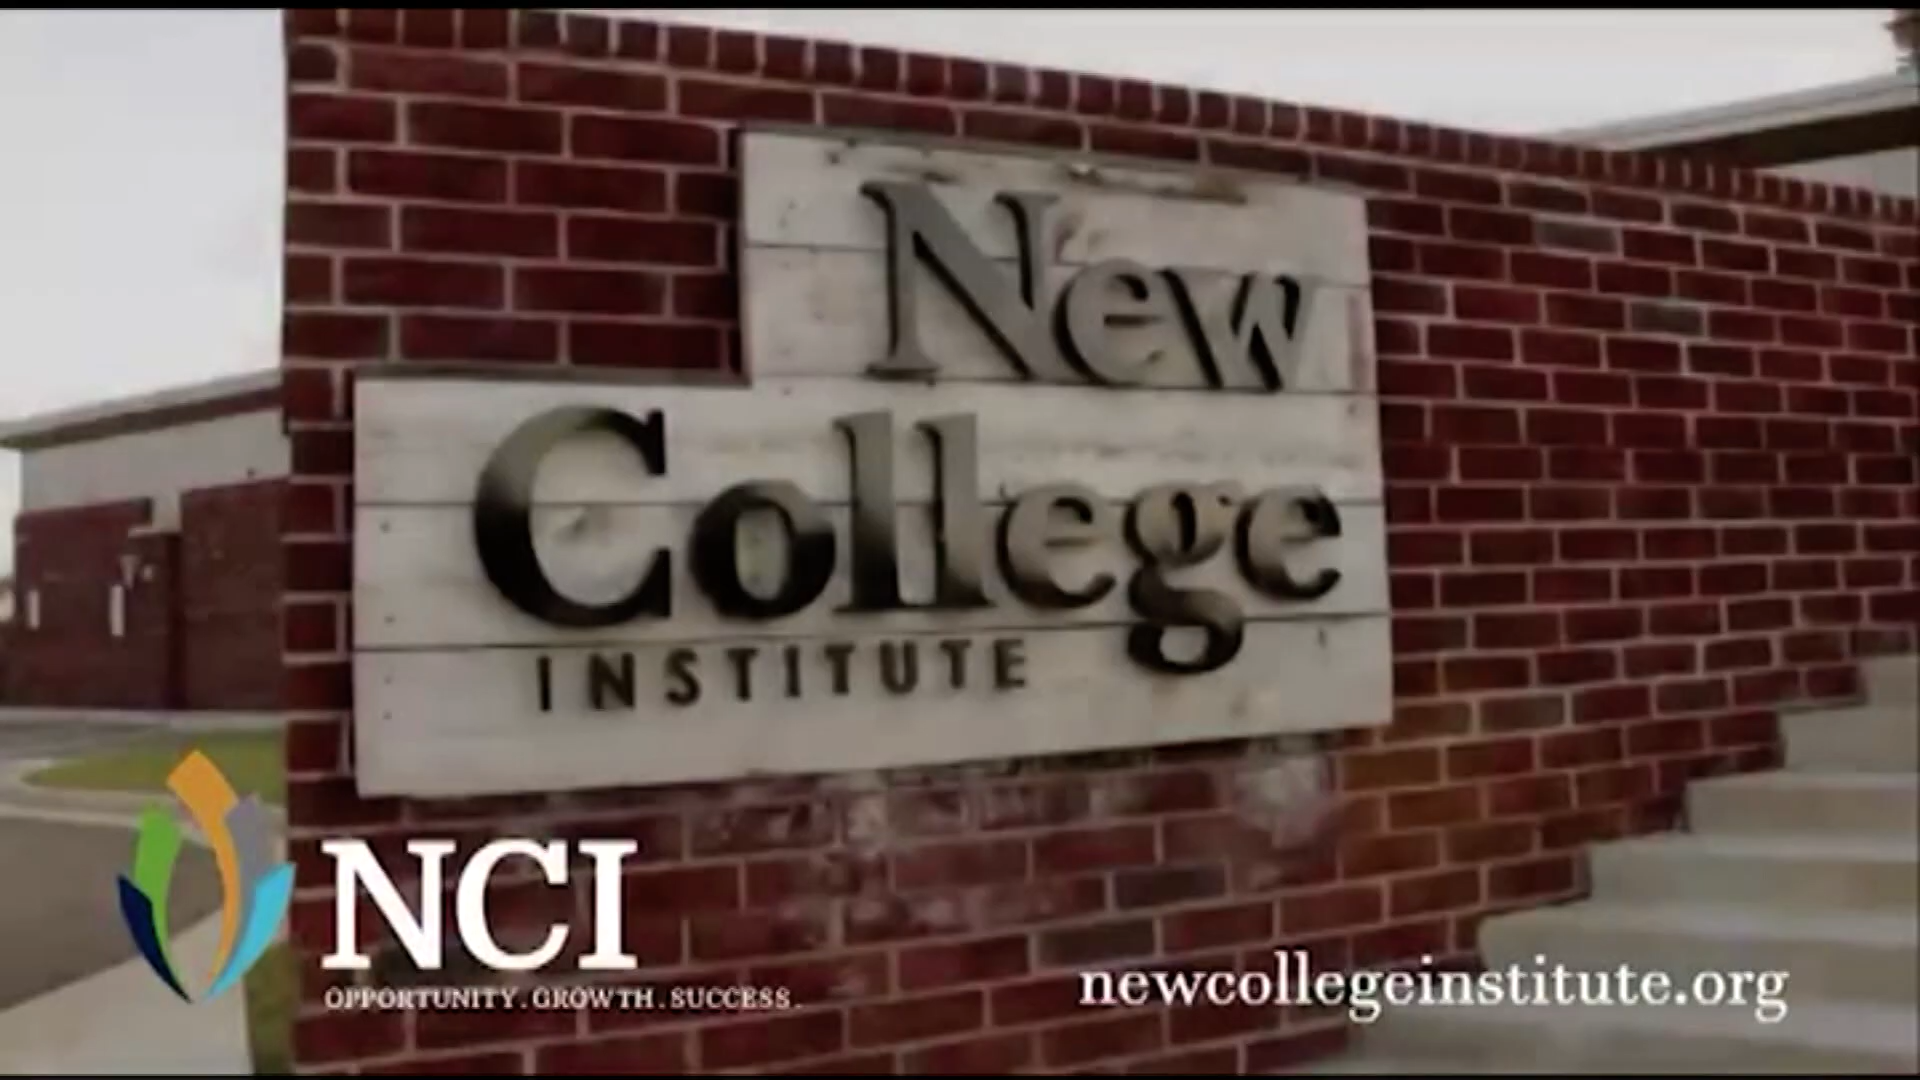 New
College
INSTITUTE
NCI
OPPORTUNITY. GROWTH. SUCCESS.
newcollegeinstitute.org